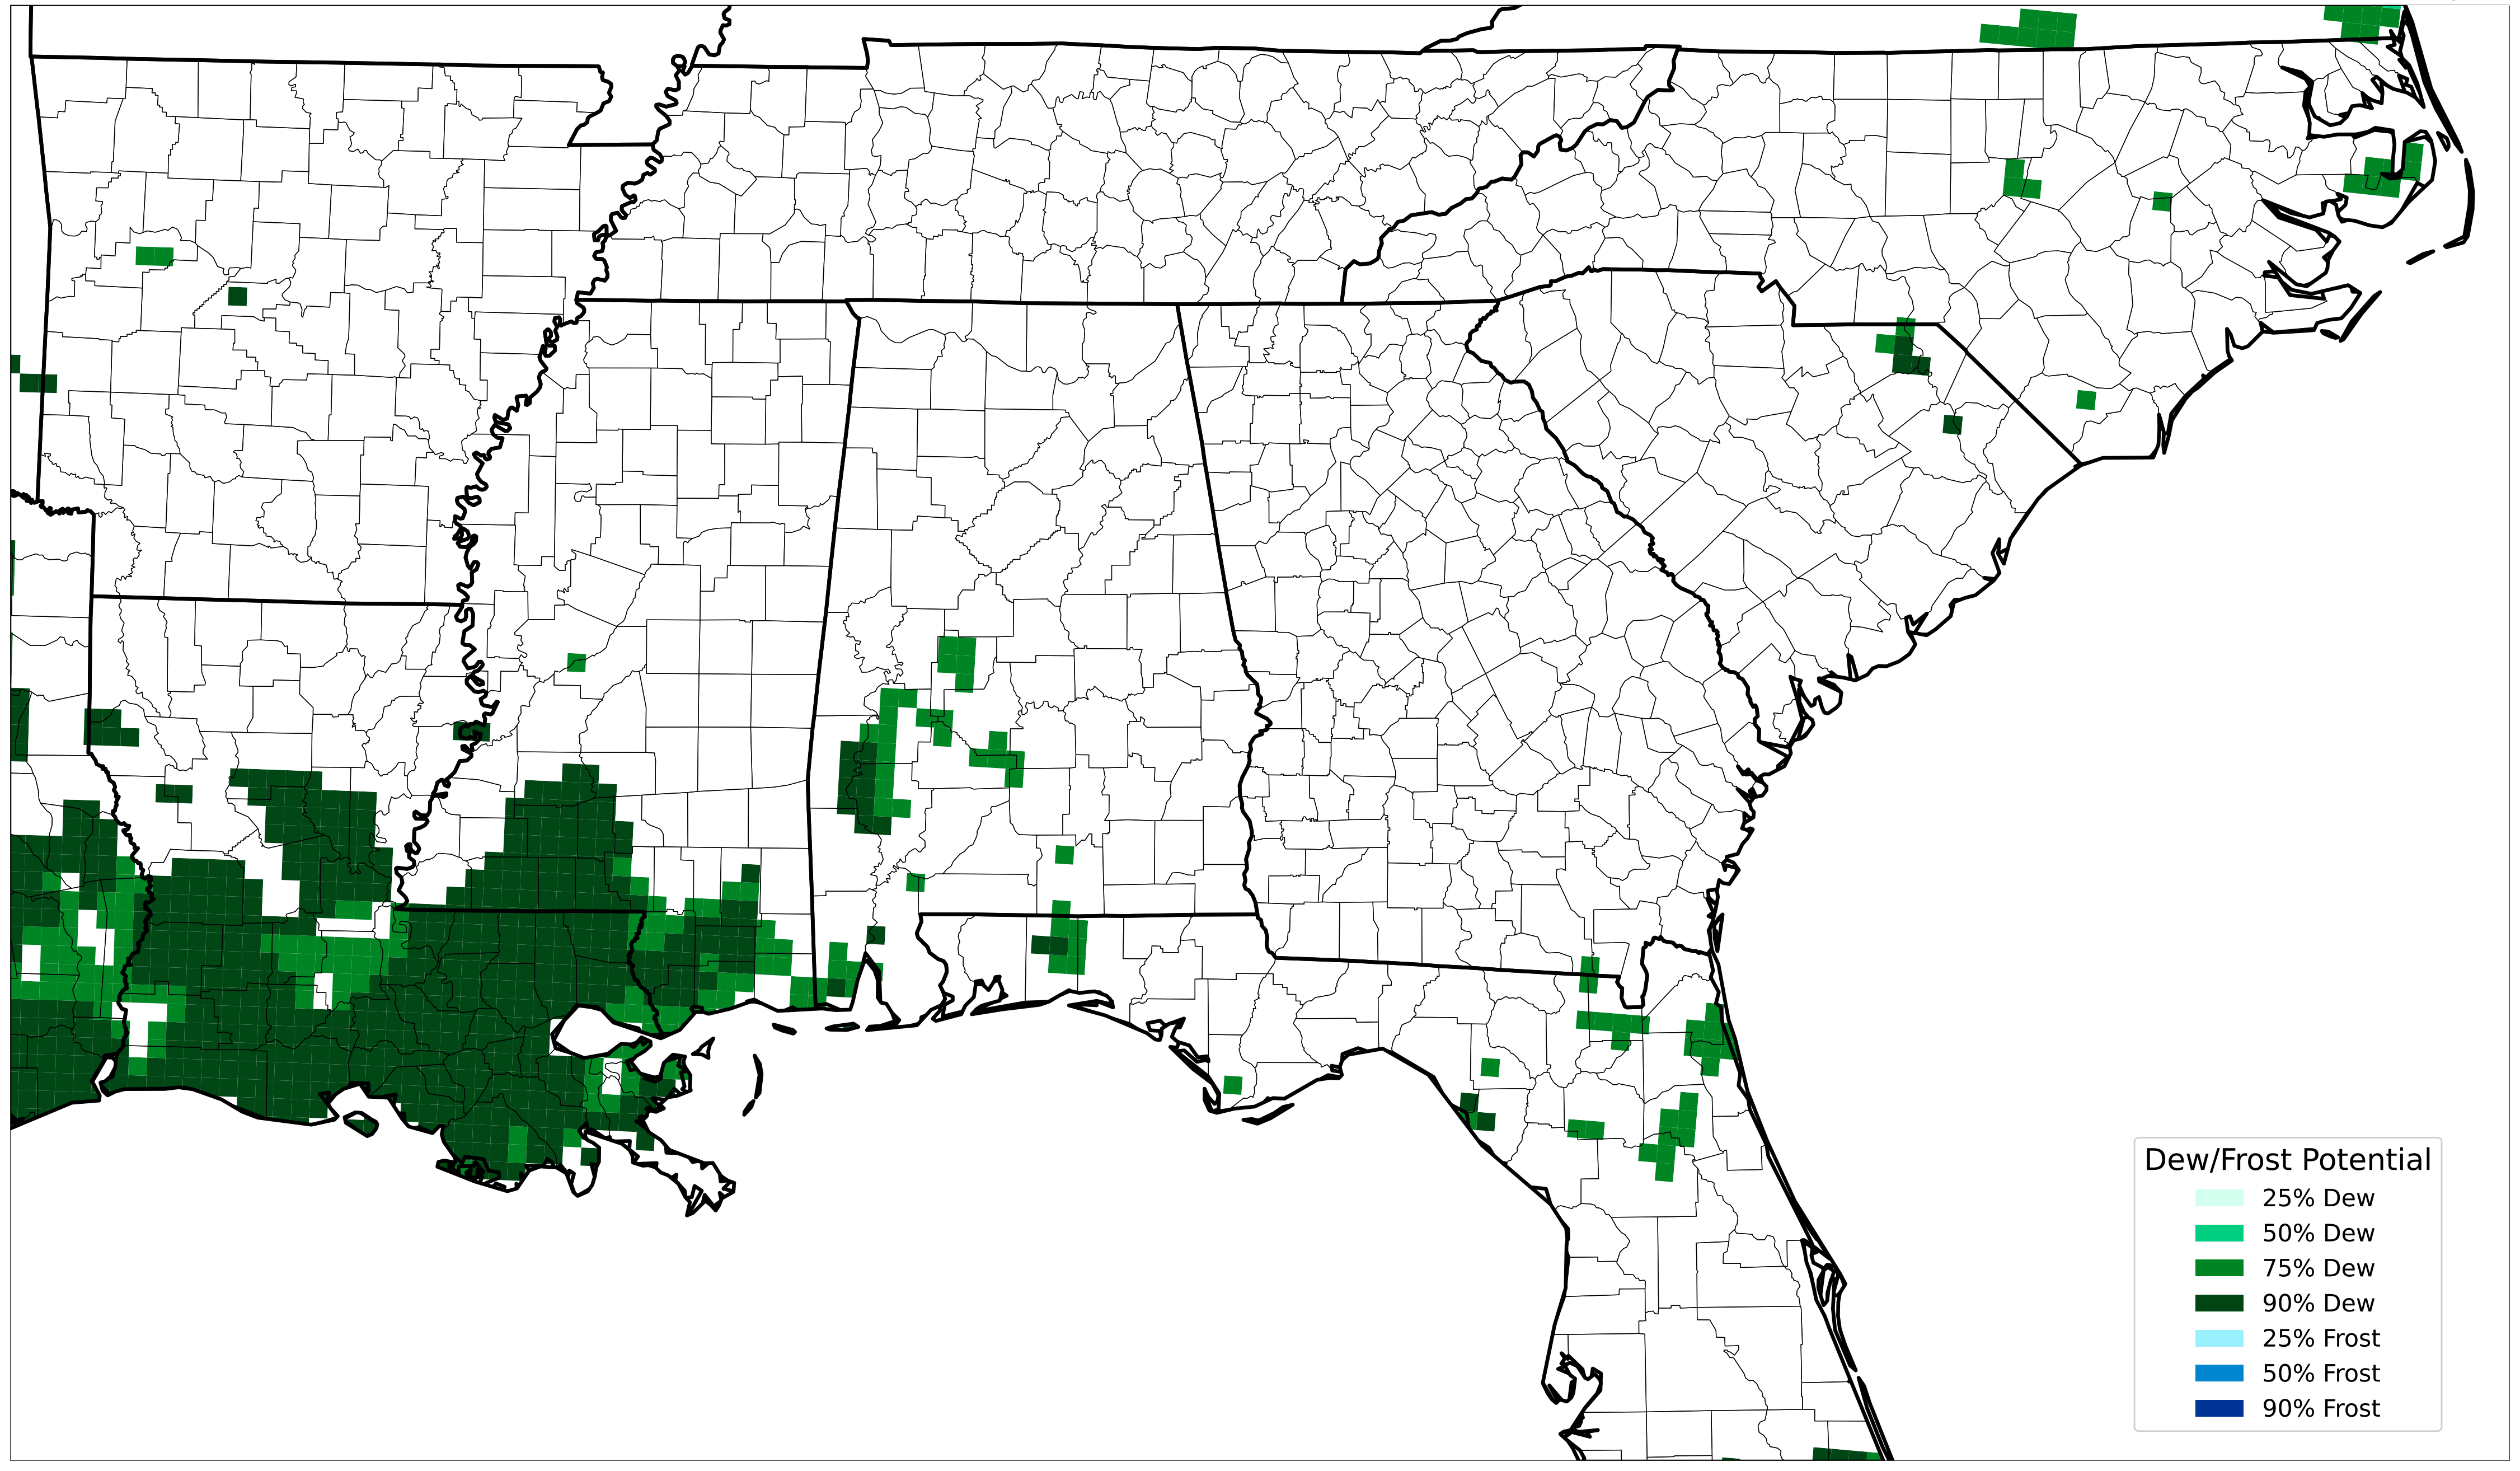 Dew/Frost Potential
25% Dew
50% Dew
75% Dew
90% Dew
25% Frost
50% Frost
90% Frost